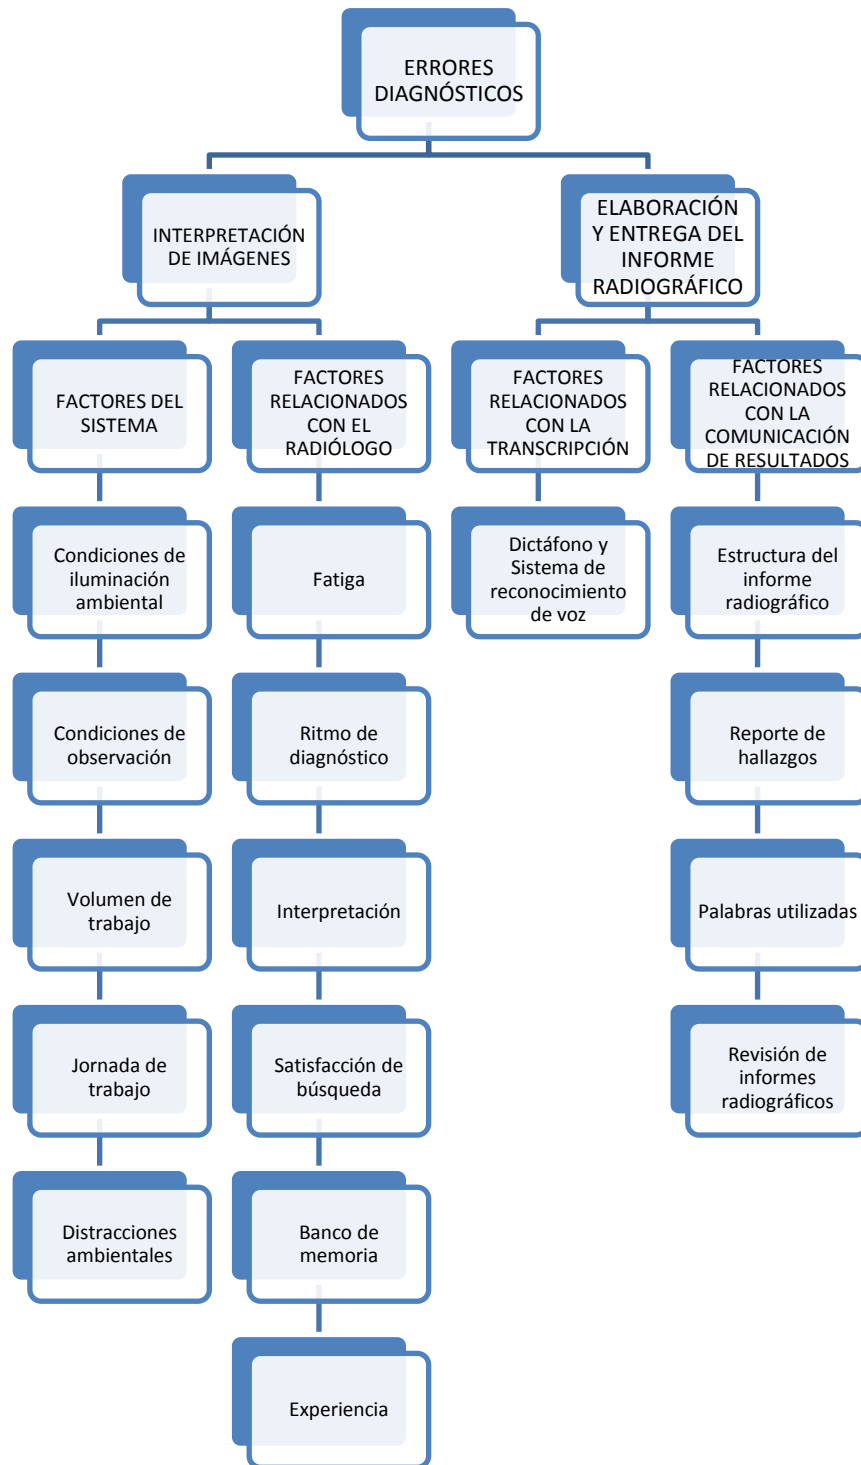 ERRORES
DIAGNÓSTICOS
INTERPRETACIÓN
DE IMÁGENES
ELABORACIÓN
Y ENTREGA DEL
INFORME
RADIOGRÁFICO
FACTORES DEL
SISTEMA
FACTORES
RELACIONADOS
CON EL
RADIÓLOGO
FACTORES
RELACIONADOS
CON LA
TRANSCRIPCIÓN
FACTORES
RELACIONADOS
CON LA
COMUNICACIÓN
DE RESULTADOS
Condiciones de
iluminación
ambiental
Fatiga
Dictáfono y
Sistema de
reconocimiento
de voz
Estructura del
informe
radiográfico
Condiciones de
observación
Ritmo de
diagnóstico
Reporte de
hallazgos
Volumen de
trabajo
Interpretación
Palabras utilizadas
Jornada de
trabajo
Satisfacción de
búsqueda
Revisión de
informes
radiográficos
Distracciones
ambientales
Banco de
memoria
Experiencia